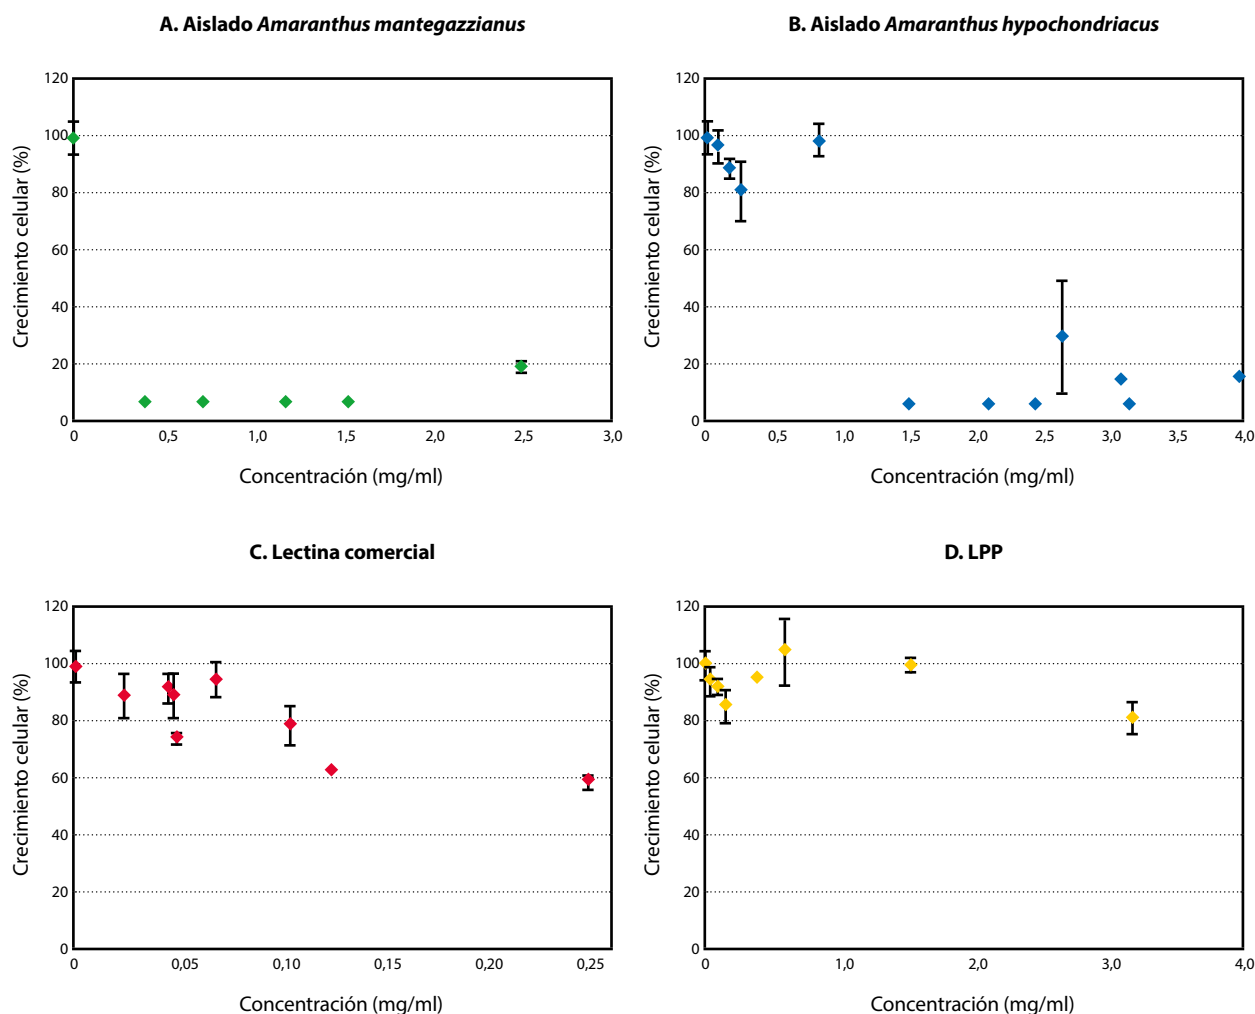 A. Aislado Amaranthus mantegazzianus
120
100
80
60
40
20
0
Crecimiento celular (%)
0 0,5 1,0 1,5 2,0 2,5 3,0
Concentración (mg/ml)
B. Aislado Amaranthus hypochondriacus
120
100
80
60
40
20
0
Crecimiento celular (%)
0 0,5 1,0 1,5 2,0 2,5 3,0 3,5 4,0
Concentración (mg/ml)
C. Lectina comercial
120
100
80
60
40
20
0
Crecimiento celular (%)
0 0,05 0,10 0,15 0,20 0,25
Concentración (mg/ml)
D. LPP
120
100
80
60
40
20
0
Crecimiento celular (%)
0 1,0 2,0 3,0 4,0
Concentración (mg/ml)